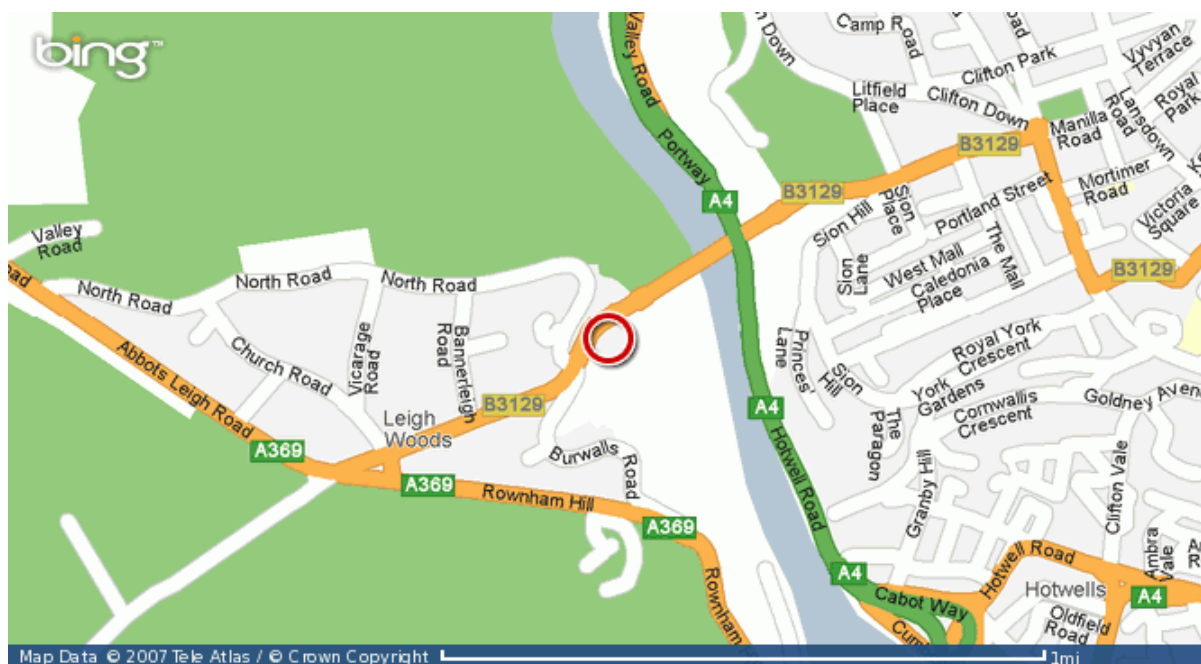 bing™
Valley Road
Camp Road
Clifton Park
Vyvyan
Terrace
Litfield
Place
Clifton Down
Royal
Park
Lansdown
Road
Manilla
Road
Portway
B3129
B3129
A4
Mortimer
Road
Victoria
Square
Portland Street
Sion
Place
Sion Hill
West Mall
The Mall
Caledonia
Place
Sion
Lane
B3129
Valley
Road
North Road
North Road
North Road
Abbots Leigh Road
Church Road
Vicarage
Road
Bannerleigh
Road
Princes'
Lane
Sion
Hill
Royal York
Crescent
York
Gardens
Cornwallis
Crescent
Goldney Aven
The
Paragon
A4
B3129
Leigh
Woods
A369
A369
Burwalls
Road
Rownham Hill
A369
Hotwell Road
Granby Hill
Clifton Vale
Ambra
Vale
Rownham
A4
Cabot Way
Hotwell Road
Hotwells
A4
Oldfield
Road
Map Data © 2007 Tele Atlas / © Crown Copyright
1mi